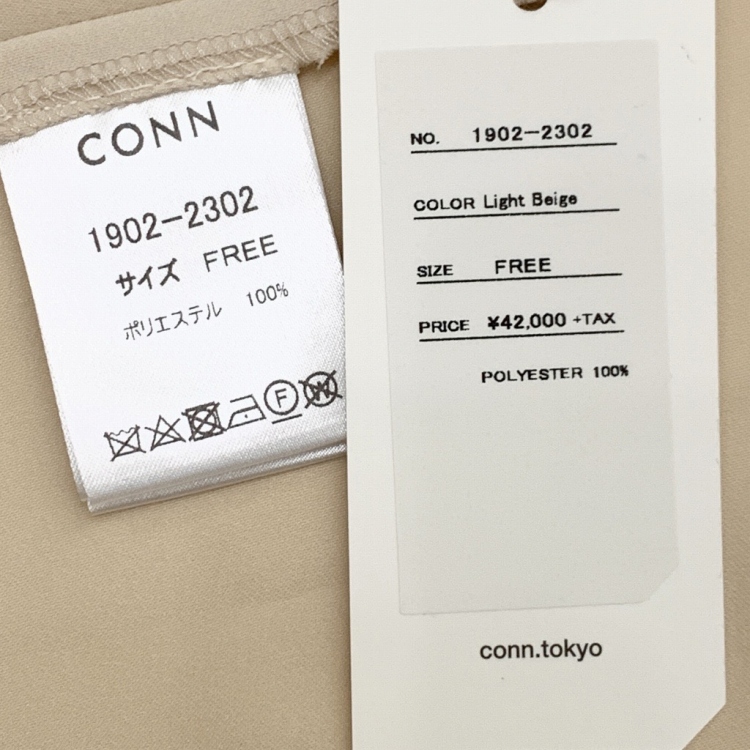 CONN
1902-2302
サイズ FREE
ポリエステル 100%
F
W
NO. 1902-2302
COLOR Light Beige
SIZE FREE
PRICE ¥42,000 +TAX
POLYESTER 100%
conn.tokyo